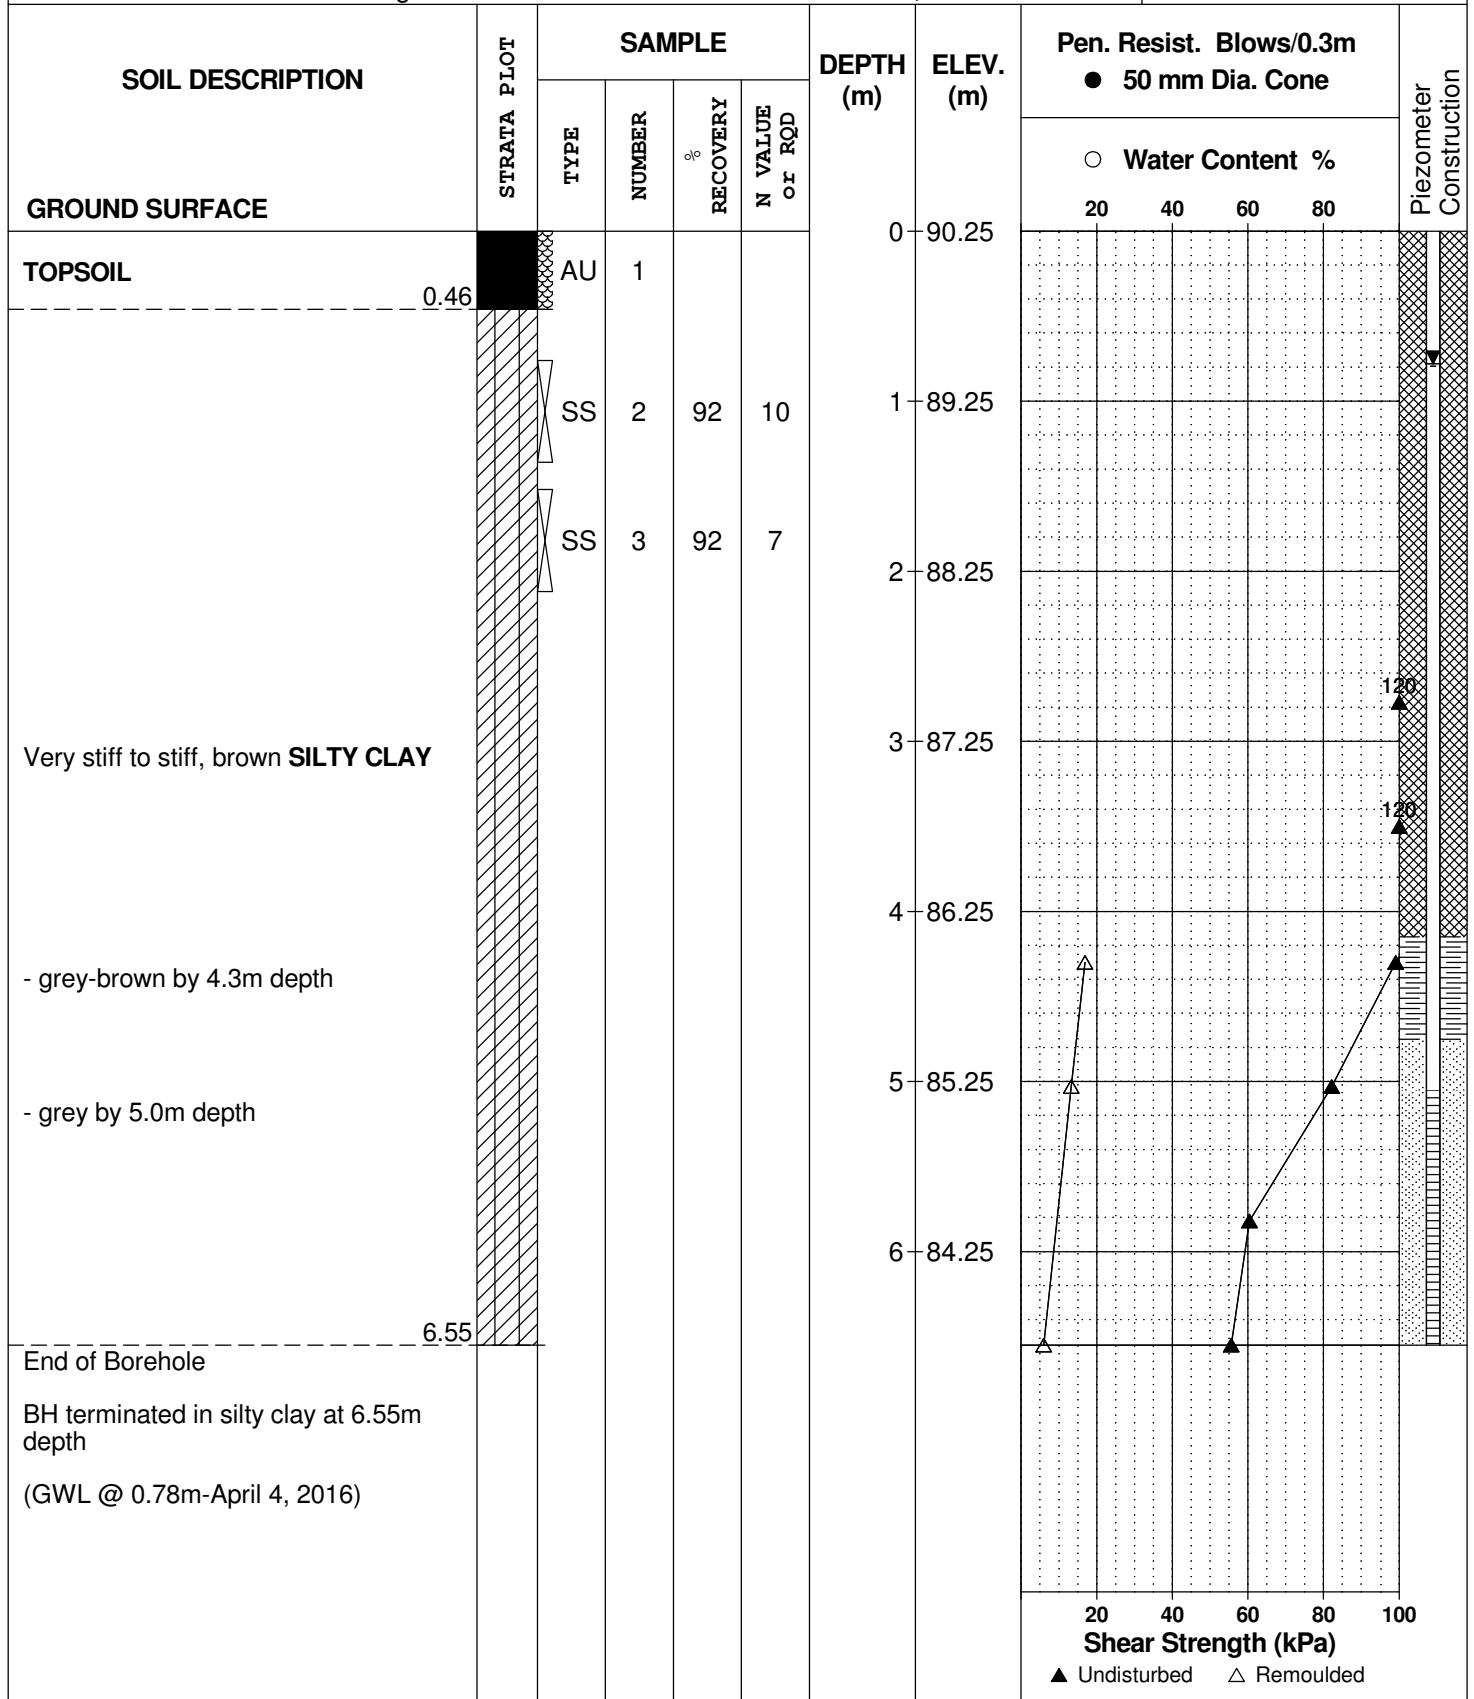 SOIL DESCRIPTION
GROUND SURFACE
STRATA PLOT
SAMPLE
TYPE
NUMBER
%
RECOVERY
N VALUE
or RQD
DEPTH
(m)
ELEV.
(m)
Pen. Resist. Blows/0.3m
● 50 mm Dia. Cone
○ Water Content %
20 40 60 80
Piezometer
Construction
0 90.25
TOPSOIL
0.46
AU 1
SS 2 92 10
1 89.25
SS 3 92 7
2 88.25
120
Very stiff to stiff, brown SILTY CLAY
3 87.25
120
4 86.25
- grey-brown by 4.3m depth
5 85.25
- grey by 5.0m depth
6 84.25
6.55
End of Borehole
BH terminated in silty clay at 6.55m
depth
(GWL @ 0.78m-April 4, 2016)
20 40 60 80 100
Shear Strength (kPa)
▲ Undisturbed △ Remoulded